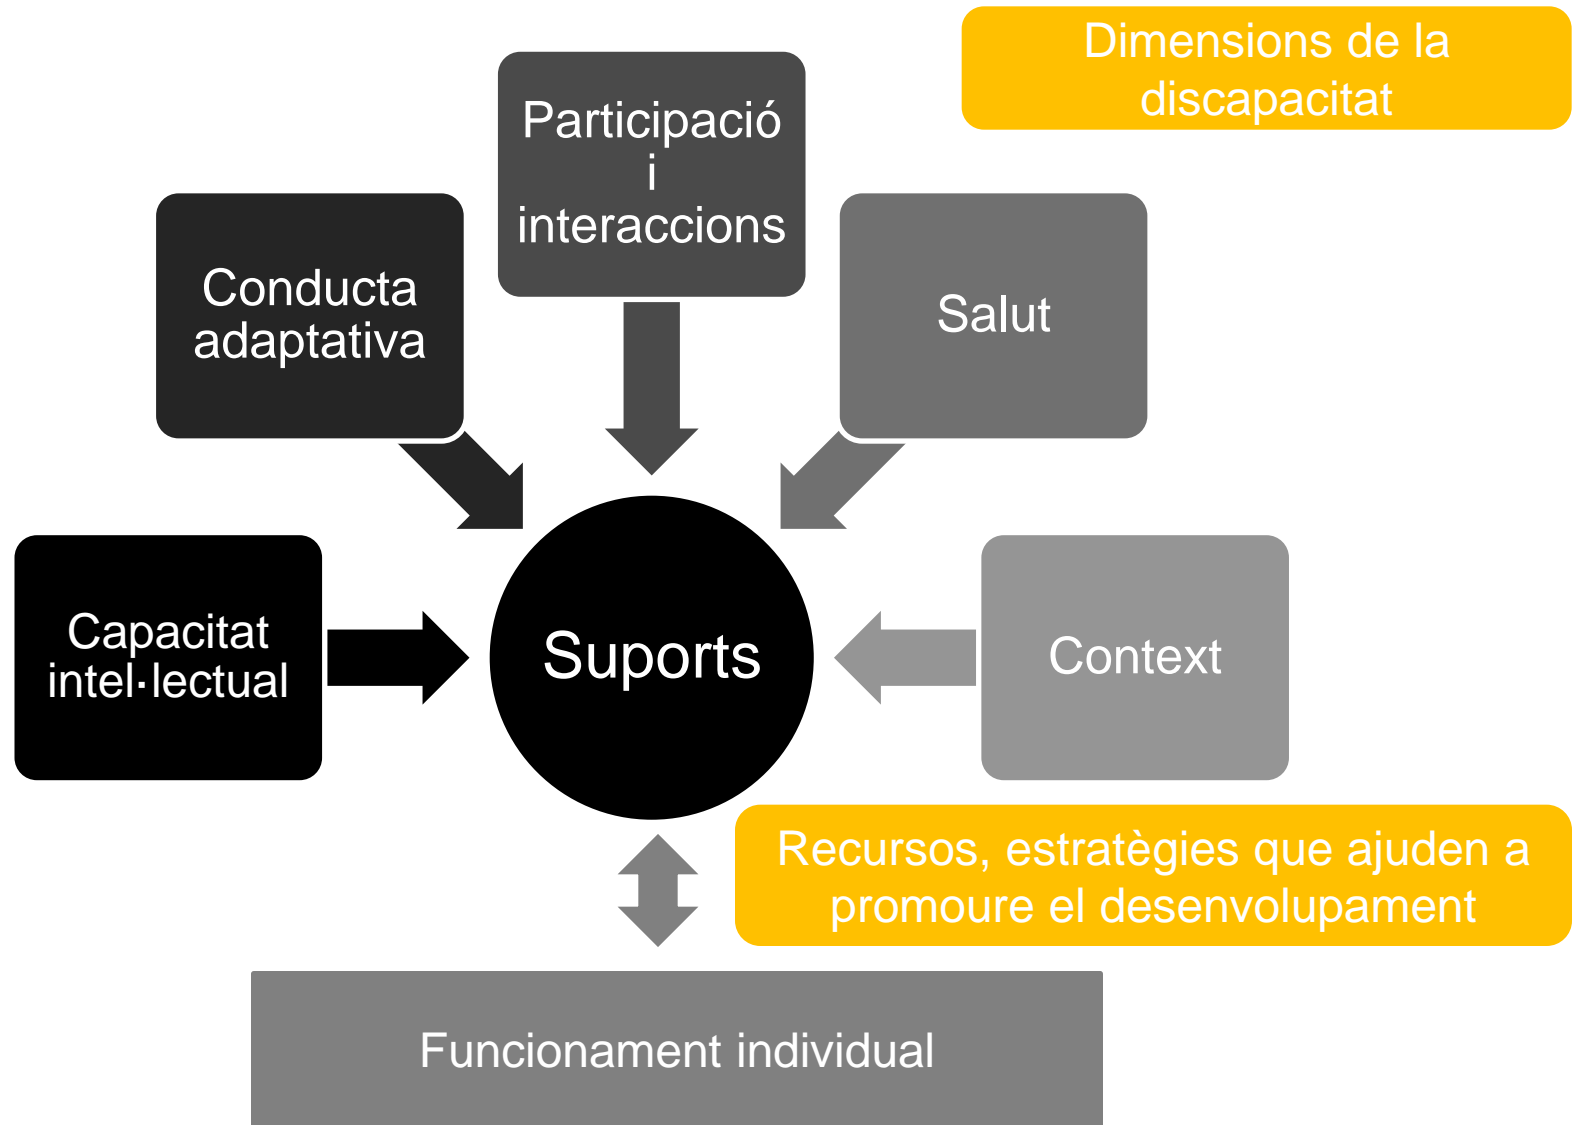 Dimensions de la
discapacitat
Participació
i
interaccions
Conducta
adaptativa
Salut
Capacitat
intel·lectual
Suports
Context
Recursos, estratègies que ajuden a
promoure el desenvolupament
Funcionament individual